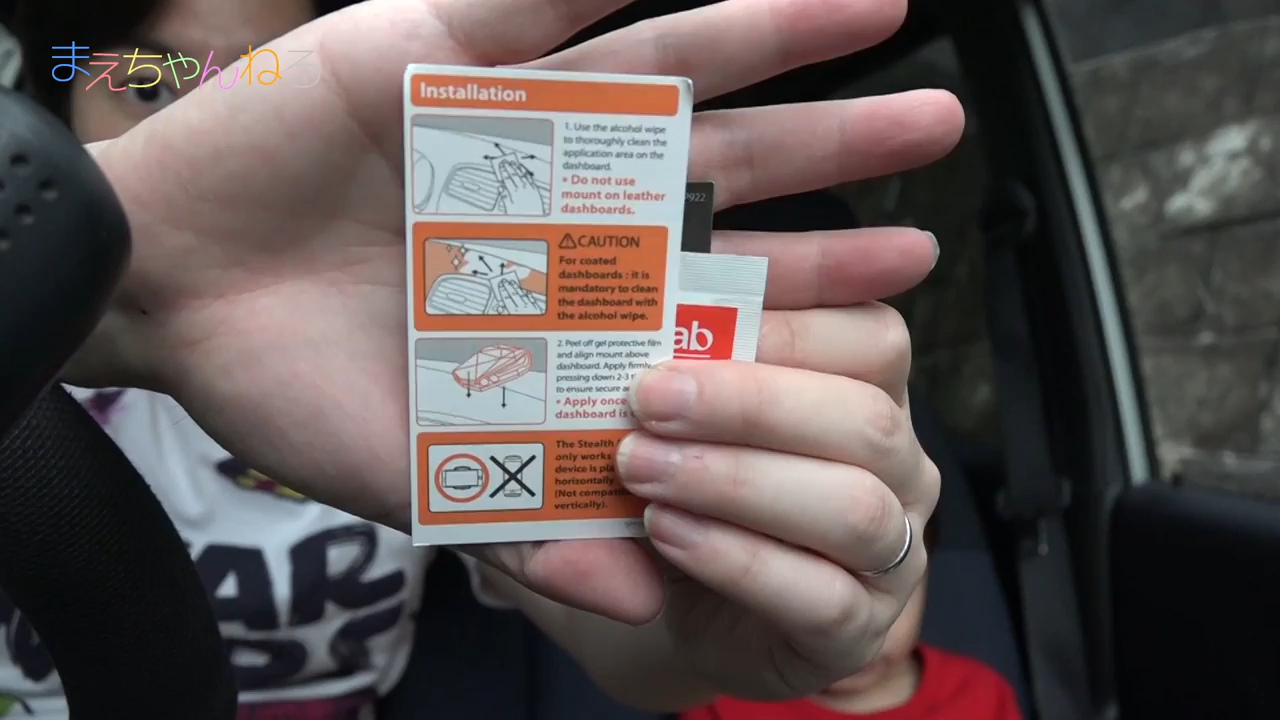 まえちゃんねる
Installation
1. Use the alcohol wipe
to thoroughly clean the
application area on the
dashboard.
* Do not use
mount on leather
dashboards.
CAUTION
For coated
dashboards : it is
mandatory to clean
the dashboard with
the alcohol wipe.
2. Peel off gel protective film
and align mount above
dashboard. Apply firmly
pressing down 2-3
to ensure secure
* Apply once
dashboard is
The Stealth
only works
device is
horizontally
(Not
vertically).
922
ab
AR